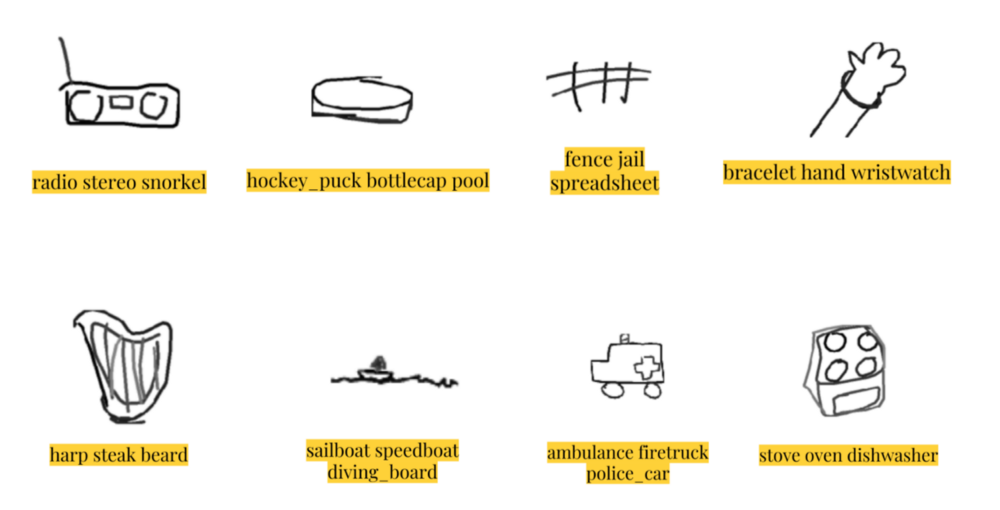 radio stereo snorkel
hockey_puck bottlecap pool
fence jail
spreadsheet
bracelet hand wristwatch
harp steak beard
sailboat speedboat
diving_board
ambulance firetruck
police_car
stove oven dishwasher